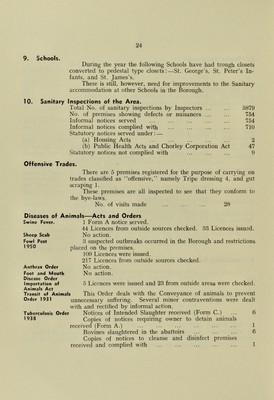 24
9. Schools.
During the year the following Schools have had trough closets
converted to pedestal type closets:—St. George's, St. Peter's In-
fants, and St. James's.
There is still, however, need for improvements to the Sanitary
accommodation at other Schools in the Borough.
10. Sanitary Inspections of the Area.
Total No. of sanitary inspections by Inspectors ... ... 3879
No. of premises showing defects or nuisances ... ... 754
Informal notices served ... ... ... ... 754
Informal notices complied with ... ... ... ... 710
Statutory notices served under:—
(a) Housing Acts ... ... ... ... 2
(b) Public Health Acts and Chorley Corporation Act 47
Statutory notices not complied with ... ... ... 9
Offensive Trades.
There are 5 premises registered for the purpose of carrying on
trades classified as "offensive," namely Tripe dressing 4, and gut
scraping 1.
These premises are all inspected to see that they conform to
the bye-laws.
No. of visits made ... ... 28
Diseases of Animals—Acts and Orders
Swine Fever. 1 Form A notice served.
44 Licences from outside sources checked. 33 Licences issued.
Sheep Scab No action.
Fowl Pest 3 suspected outbreaks occurred in the Borough and restrictions
1950 placed on the premises.
109 Licences were issued.
217 Licences from outside sources checked.
Anthrax Order No action.
Foot and Mouth No action.
Disease Order
Importation of 5 Licences were issued and 23 from outside areas were checked.
Animals Act
Transit of Animals This Order deals with the Conveyance of animals to prevent
Order 1931 unnecessary suffering. Several minor contraventions were dealt
with and rectified by informal action.
Tuberculosis Order Notices of Intended Slaughter received (Form C.) ... 6
1938 Copies of notices requiring owner to detain animals
received (Form A.) ... ... ... ... ... 1
Bovines slaughtered in the abattoirs ... ... ... 6
Copies of notices to cleanse and disinfect premises
received and complied with ... ... ... ... 1